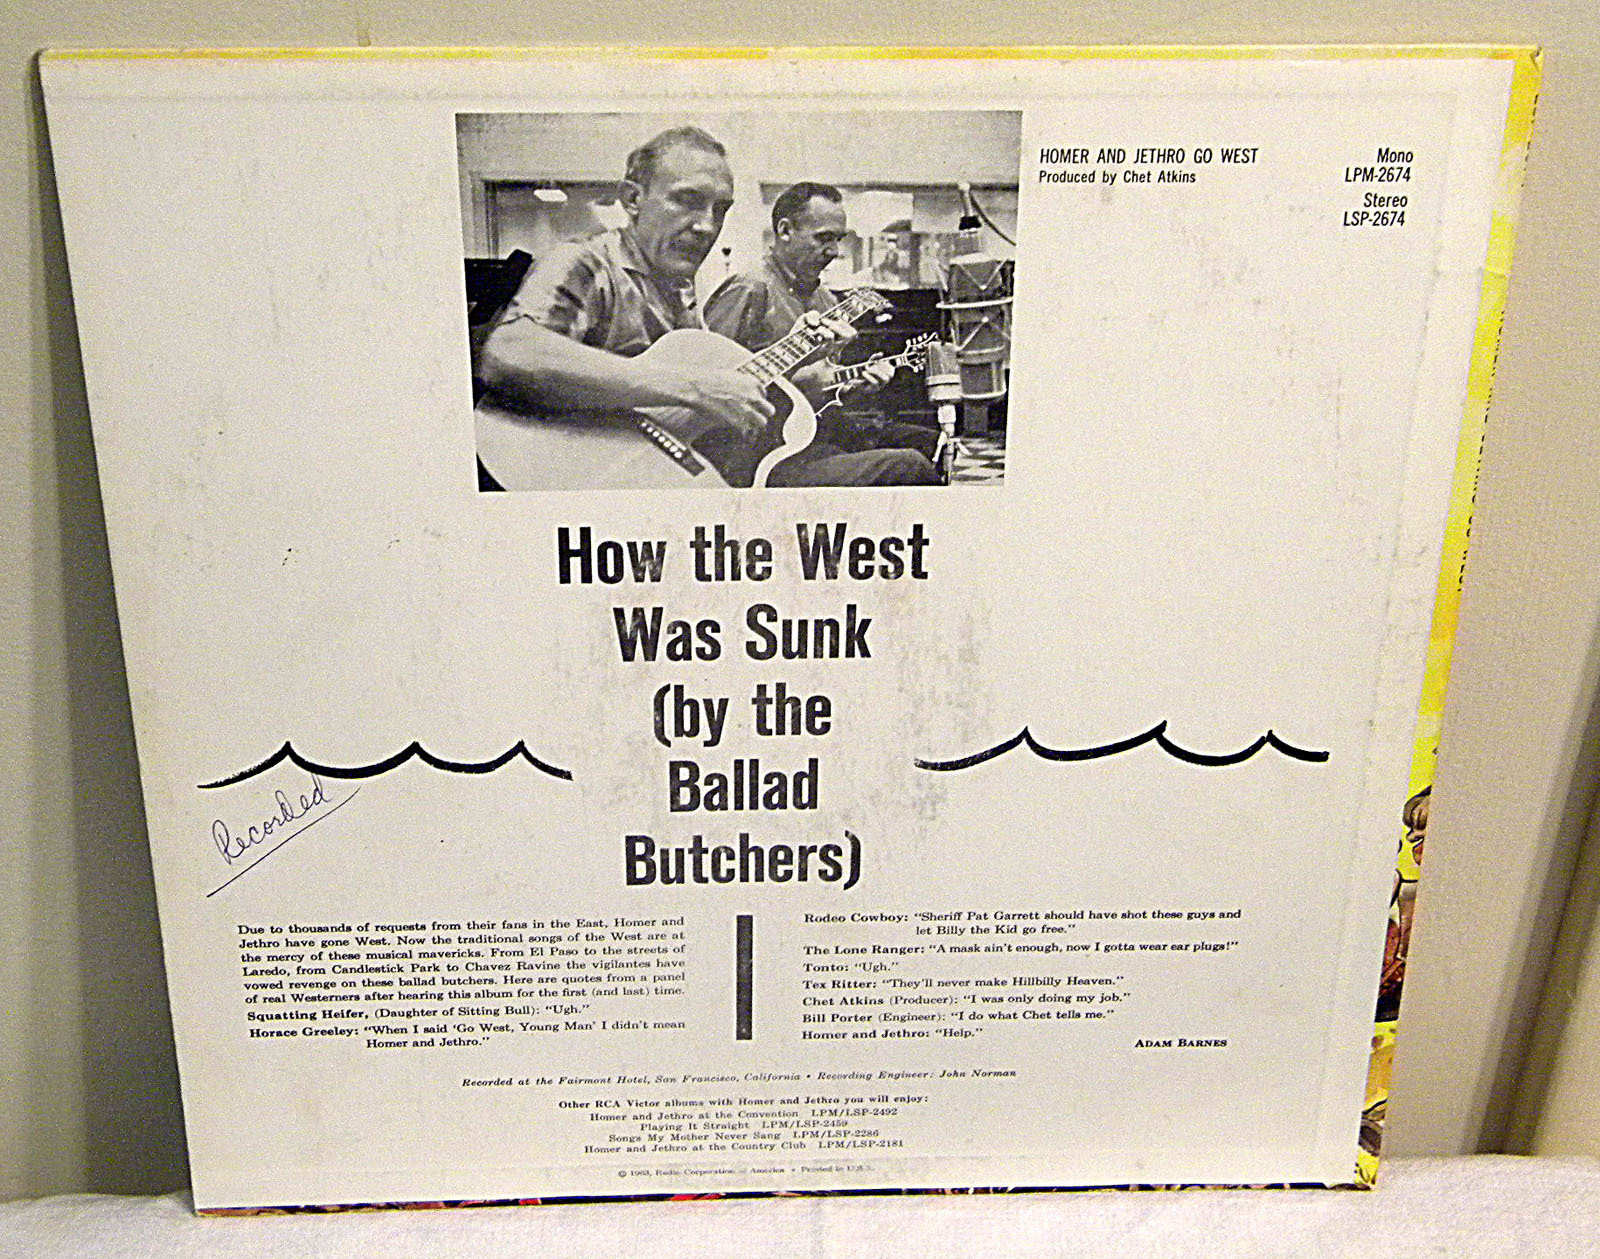 HOMER AND JETHRO GO WEST
Produced by Chet Atkins
Mono
LPM-2674
Stereo
LSP-2674
How the West
Was Sunk
(by the
Ballad
Butchers)
Recorded
Due to thousands of requests from their fans in the East, Homer and
Jethro have gone West. Now the traditional songs of the West are at
the mercy of these musical mavericks. From El Paso to the streets of
Laredo, from Candlestick Park to Chavez Ravine the vigilantes have
vowed revenge on these ballad butchers. Here are quotes from a panel
of real Westerners after hearing this album for the first (and last) time.
Squatting Heifer, (Daughter of Sitting Bull): "Ugh."
Horace Greeley: "When I said 'Go West, Young Man' I didn't mean
Homer and Jethro."
Rodeo Cowboy: "Sheriff Pat Garrett should have shot these guys and
let Billy the Kid go free."
The Lone Ranger: "A mask ain't enough, now I gotta wear ear plugs!"
Tonto: "Ugh."
Tex Ritter: "They'll never make Hillbilly Heaven."
Chet Atkins (Producer): "I was only doing my job."
Bill Porter (Engineer): "I do what Chet tells me."
Homer and Jethro: "Help."
ADAM BARNES
Recorded at the Fairmont Hotel, San Francisco, California • Recording Engineer: John Norman
Other RCA Victor albums with Homer and Jethro you will enjoy:
Homer and Jethro at the Convention LPM/LSP-2492
Playing It Straight LPM/LSP-2459
Songs My Mother Never Sang LPM/LSP-2286
Homer and Jethro at the Country Club LPM/LSP-2181
© 1963, Radio Corporation of America • Printed in U.S.A.